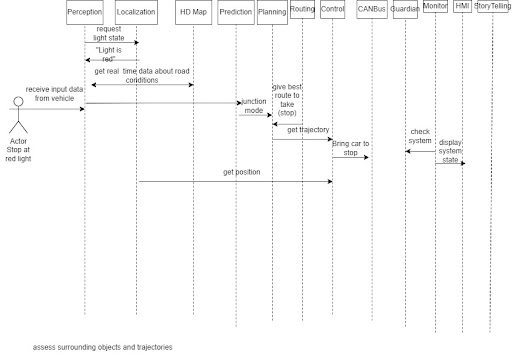 Perception
Localization
HD Map
Prediction
Planning
Routing
Control
CANBus
Guardian
Monitor
HMI
StoryTelling
request
light state
"Light is
red"
get real time data about road
conditions
receive input data
from vehicle
junction
mode
give best
route to
take
(stop)
get trajectory
Bring car to
stop
check
system
display
system
state
Actor
Stop at
red light
get position
assess surrounding objects and trajectories